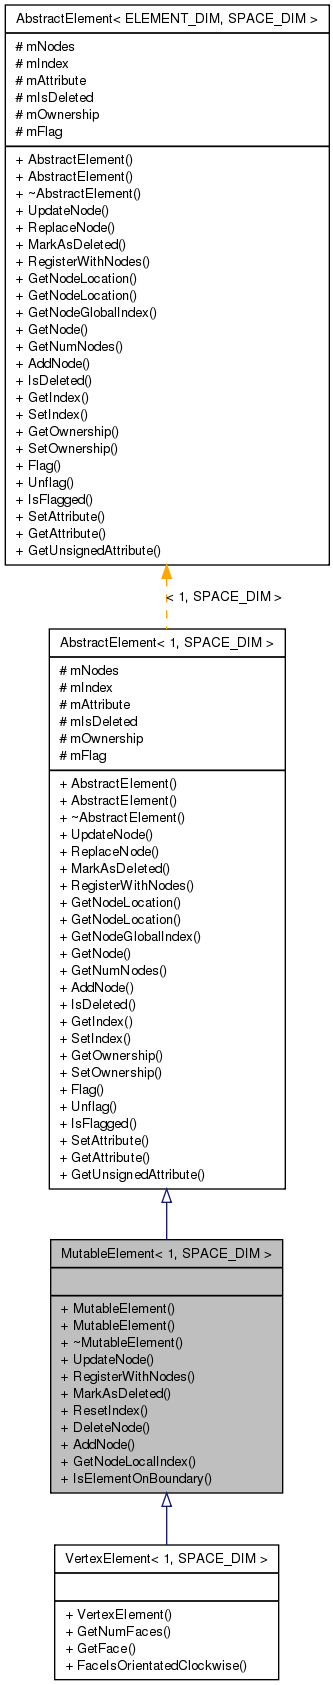 AbstractElement< ELEMENT_DIM, SPACE_DIM >
# mNodes
# mIndex
# mAttribute
# mIsDeleted
# mOwnership
# mFlag
+ AbstractElement()
+ AbstractElement()
+ ~AbstractElement()
+ UpdateNode()
+ ReplaceNode()
+ MarkAsDeleted()
+ RegisterWithNodes()
+ GetNodeLocation()
+ GetNodeLocation()
+ GetNodeGlobalIndex()
+ GetNode()
+ GetNumNodes()
+ AddNode()
+ IsDeleted()
+ GetIndex()
+ SetIndex()
+ GetOwnership()
+ SetOwnership()
+ Flag()
+ Unflag()
+ IsFlagged()
+ SetAttribute()
+ GetAttribute()
+ GetUnsignedAttribute()
< 1, SPACE_DIM >
AbstractElement< 1, SPACE_DIM >
# mNodes
# mIndex
# mAttribute
# mIsDeleted
# mOwnership
# mFlag
+ AbstractElement()
+ AbstractElement()
+ ~AbstractElement()
+ UpdateNode()
+ ReplaceNode()
+ MarkAsDeleted()
+ RegisterWithNodes()
+ GetNodeLocation()
+ GetNodeLocation()
+ GetNodeGlobalIndex()
+ GetNode()
+ GetNumNodes()
+ AddNode()
+ IsDeleted()
+ GetIndex()
+ SetIndex()
+ GetOwnership()
+ SetOwnership()
+ Flag()
+ Unflag()
+ IsFlagged()
+ SetAttribute()
+ GetAttribute()
+ GetUnsignedAttribute()
MutableElement< 1, SPACE_DIM >
+ MutableElement()
+ MutableElement()
+ ~MutableElement()
+ UpdateNode()
+ RegisterWithNodes()
+ MarkAsDeleted()
+ ResetIndex()
+ DeleteNode()
+ AddNode()
+ GetNodeLocalIndex()
+ IsElementOnBoundary()
VertexElement< 1, SPACE_DIM >
+ VertexElement()
+ GetNumFaces()
+ GetFace()
+ FaceIsOrientatedClockwise()